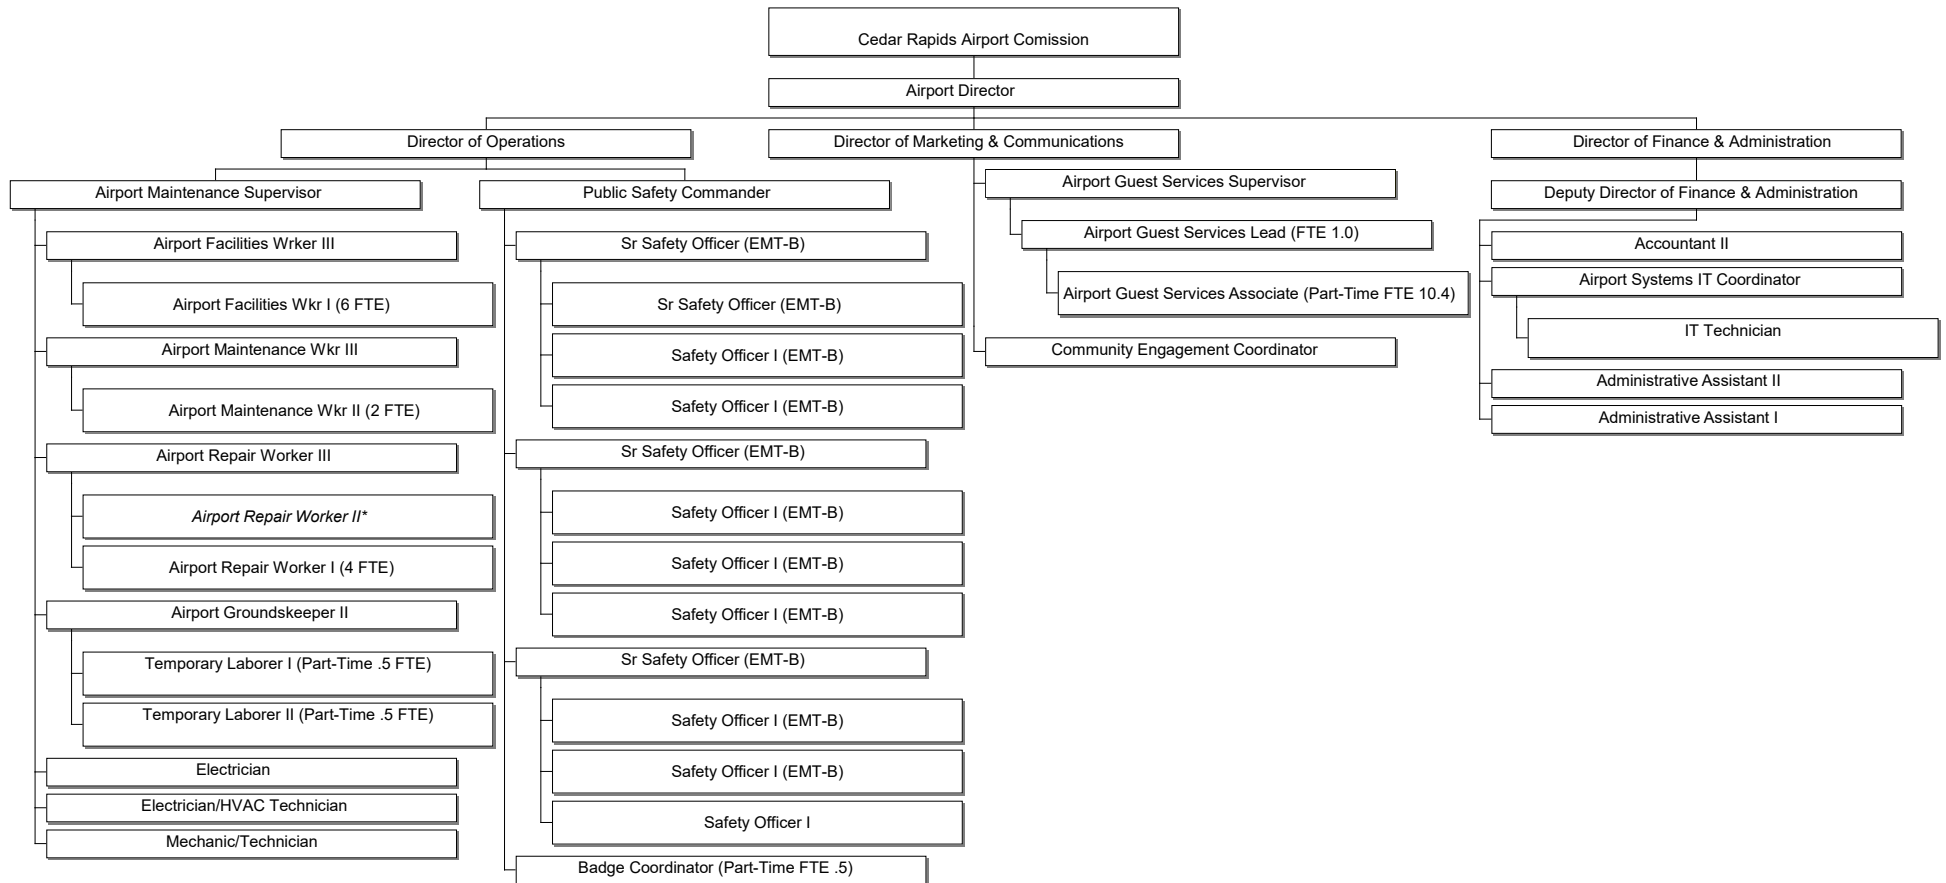 Cedar Rapids Airport Comission
Airport Director
Director of Operations
Director of Marketing & Communications
Director of Finance & Administration
Airport Maintenance Supervisor
Airport Facilities Wrker III
Airport Facilities Wkr I (6 FTE)
Airport Maintenance Wkr III
Airport Maintenance Wkr II (2 FTE)
Airport Repair Worker III
Airport Repair Worker II*
Airport Repair Worker I (4 FTE)
Airport Groundskeeper II
Temporary Laborer I (Part-Time .5 FTE)
Temporary Laborer II (Part-Time .5 FTE)
Electrician
Electrician/HVAC Technician
Mechanic/Technician
Public Safety Commander
Sr Safety Officer (EMT-B)
Sr Safety Officer (EMT-B)
Safety Officer I (EMT-B)
Safety Officer I (EMT-B)
Sr Safety Officer (EMT-B)
Safety Officer I (EMT-B)
Safety Officer I (EMT-B)
Safety Officer I (EMT-B)
Sr Safety Officer (EMT-B)
Safety Officer I (EMT-B)
Safety Officer I (EMT-B)
Safety Officer I
Badge Coordinator (Part-Time FTE .5)
Airport Guest Services Supervisor
Airport Guest Services Lead (FTE 1.0)
Airport Guest Services Associate (Part-Time FTE 10.4)
Community Engagement Coordinator
Deputy Director of Finance & Administration
Accountant II
Airport Systems IT Coordinator
IT Technician
Administrative Assistant II
Administrative Assistant I